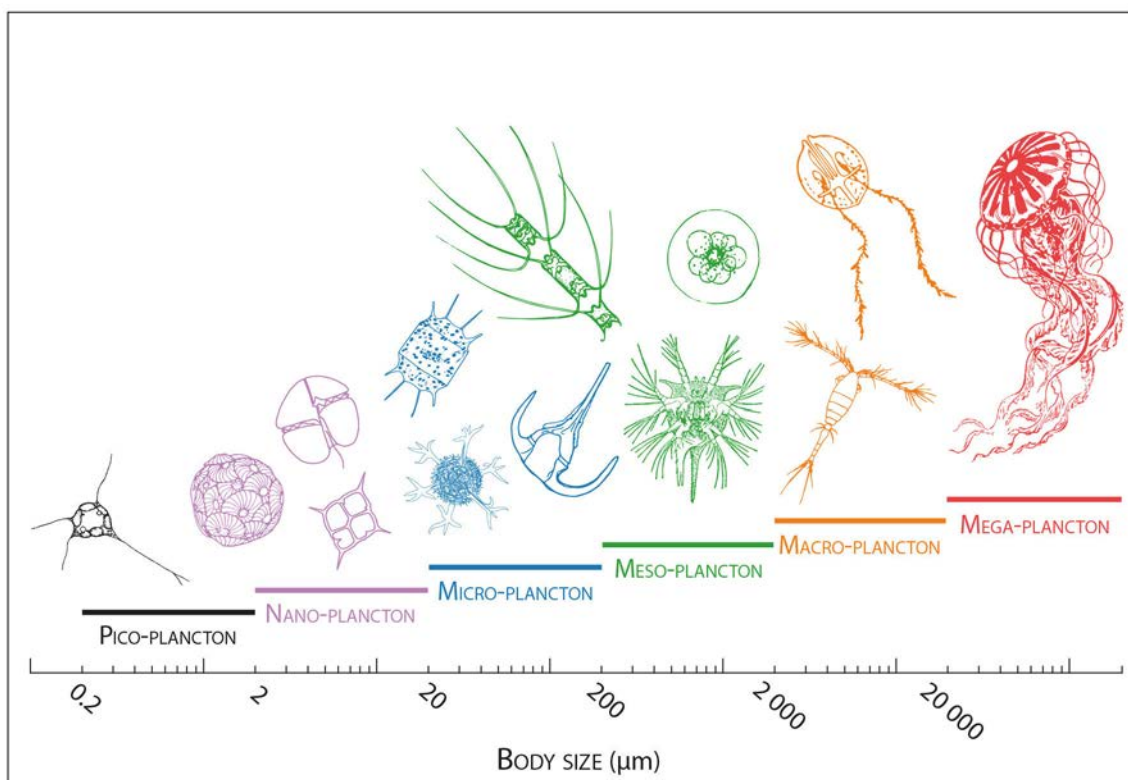 MEGA-PLANCTON
MACRO-PLANCTON
MESO-PLANCTON
MICRO-PLANCTON
NANO-PLANCTON
PICO-PLANCTON
0.2 2 20 200 2 000 20 000
BODY SIZE (µm)